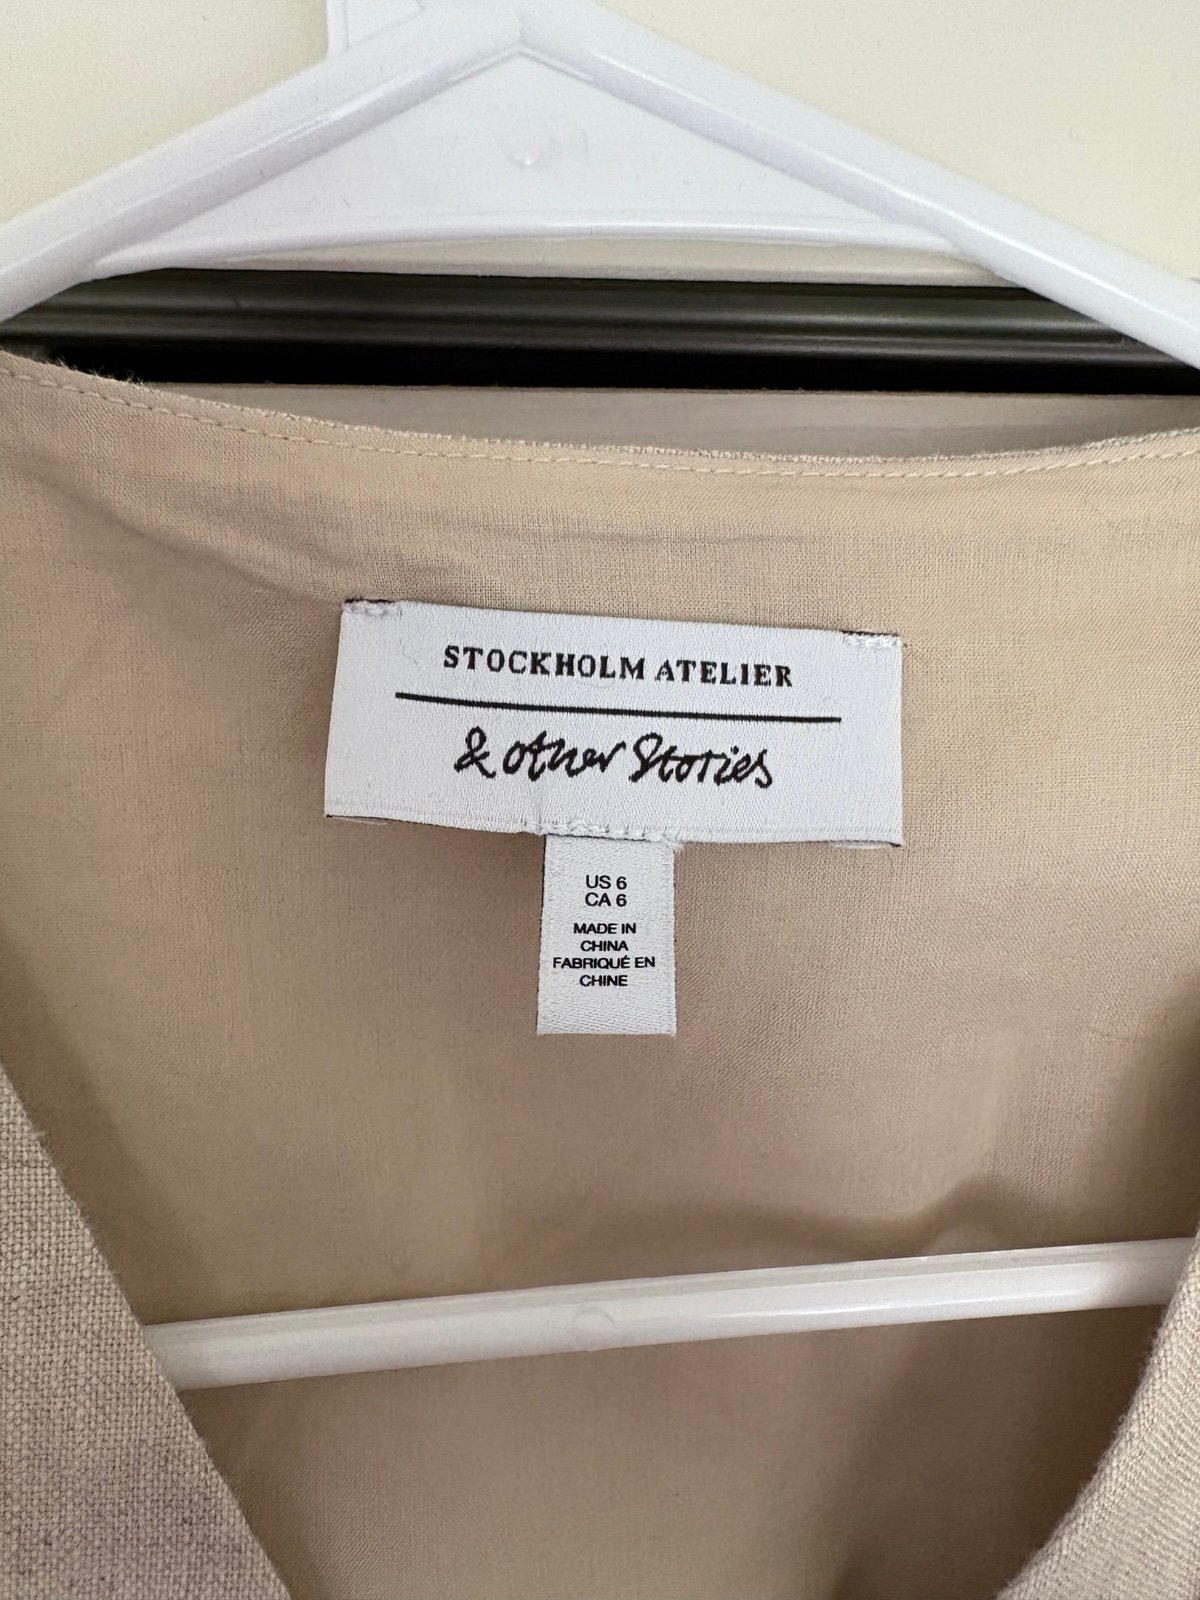 STOCKHOLM ATELIER
& other Stories
US 6
CA 6
MADE IN
CHINA
FABRIQUÉ EN
CHINE